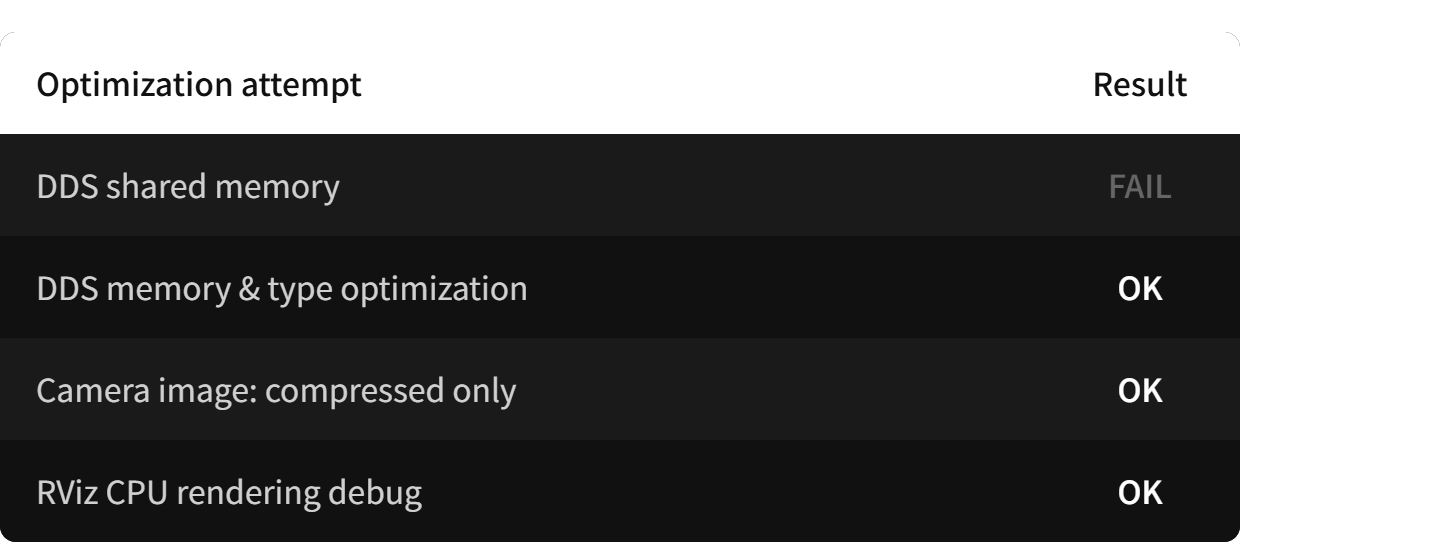 Optimization attempt Result
DDS shared memory FAIL
DDS memory & type optimization OK
Camera image: compressed only OK
RViz CPU rendering debug OK